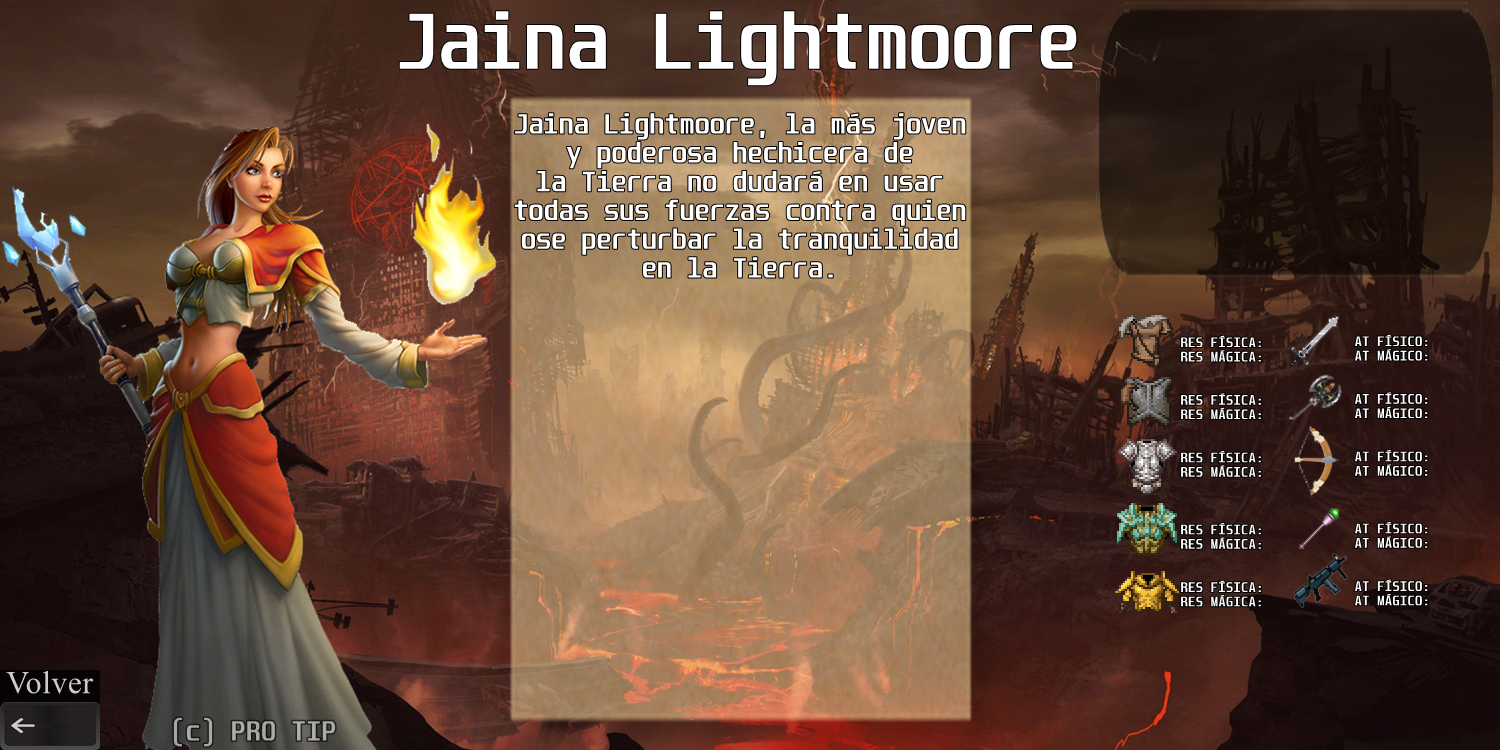 Jaina Lightmoore
Jaina Lightmoore, la más joven
y poderosa hechicera de
la Tierra no dudará en usar
todas sus fuerzas contra quien
ose perturbar la tranquilidad
en la Tierra.
RES FÍSICA:
RES MÁGICA:
AT FÍSICO:
AT MÁGICO:
RES FÍSICA:
RES MÁGICA:
AT FÍSICO:
AT MÁGICO:
RES FÍSICA:
RES MÁGICA:
AT FÍSICO:
AT MÁGICO:
RES FÍSICA:
RES MÁGICA:
AT FÍSICO:
AT MÁGICO:
RES FÍSICA:
RES MÁGICA:
AT FÍSICO:
AT MÁGICO:
Volver
(c) PRO TIP